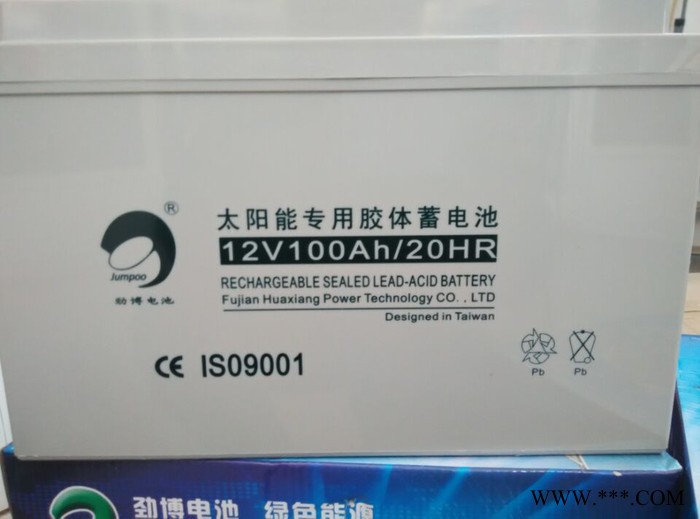 ®
太阳能专用胶体蓄电池
12V100Ah/20HR
RECHARGEABLE SEALED LEAD-ACID BATTERY
Fujian Huaxiang Power Technology CO., LTD
Designed in Taiwan
Jumpoo
劲博电池
CE IS09001
Pb Pb
劲博电池 绿色能源
WWW.***.COM